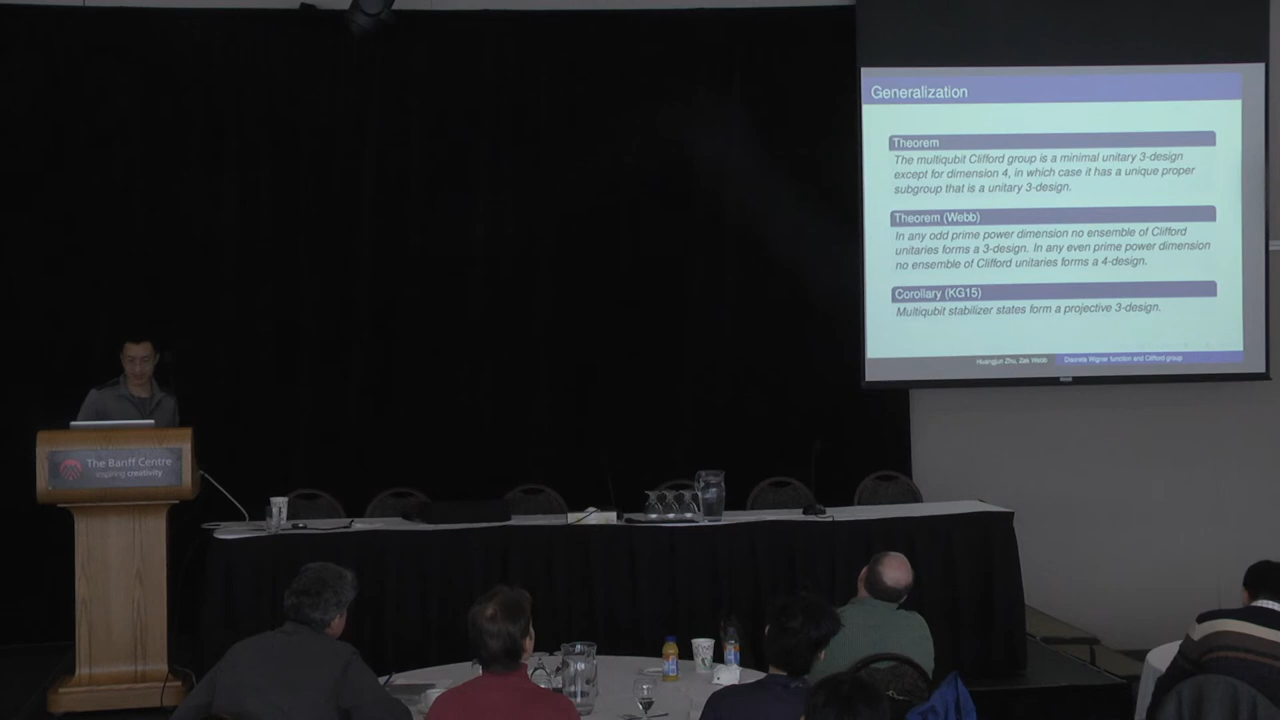 Generalization
Theorem
The multiqubit Clifford group is a minimal unitary 3-design
except for dimension 4, in which case it has a unique proper
subgroup that is a unitary 3-design.
Theorem (Webb)
In any odd prime power dimension no ensemble of Clifford
unitaries forms a 3-design. In any even prime power dimension
no ensemble of Clifford unitaries forms a 4-design.
Corollary (KG15)
Multiqubit stabilizer states form a projective 3-design.
Huangjun Zhu, Zak Webb Discrete Wigner function and Clifford group
The Banff Centre
inspiring creativity